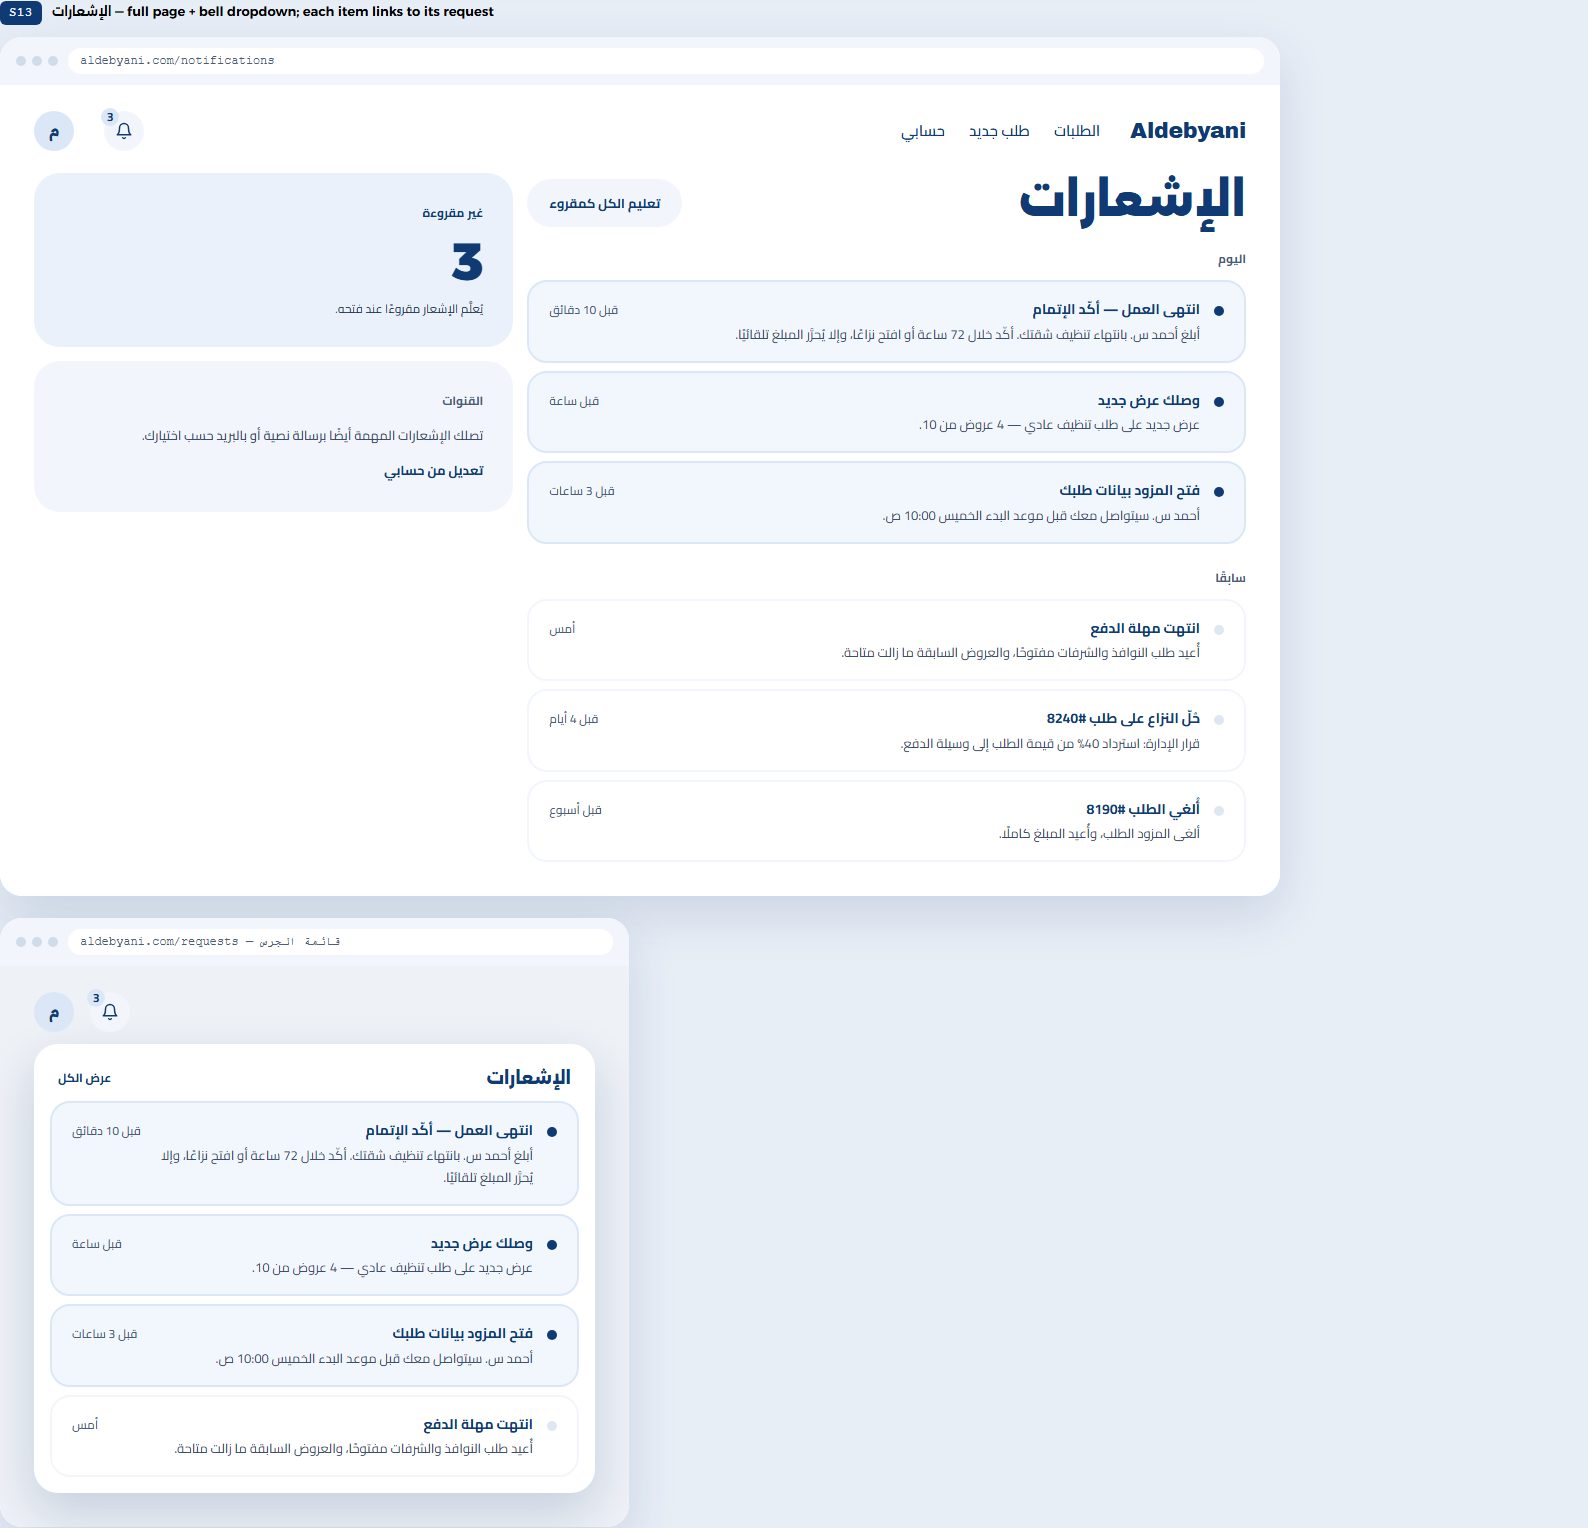 S13 الإشعارات — full page + bell dropdown; each item links to its request
aldebyani.com/notifications
Aldebyani الطلبات طلب جديد حسابي
3
م
الإشعارات
تعليم الكل كمقروء
اليوم
انتهى العمل — أكّد الإتمام
قبل 10 دقائق
أبلغ أحمد س. بانتهاء تنظيف شقتك. أكّد خلال 72 ساعة أو افتح نزاعًا، وإلا يُحرَّر المبلغ تلقائيًا.
وصلك عرض جديد
قبل ساعة
عرض جديد على طلب تنظيف عادي — 4 عروض من 10.
فتح المزود بيانات طلبك
قبل 3 ساعات
أحمد س. سيتواصل معك قبل موعد البدء الخميس 10:00 ص.
سابقًا
انتهت مهلة الدفع
أمس
أُعيد طلب النوافذ والشرفات مفتوحًا، والعروض السابقة ما زالت متاحة.
حُلّ النزاع على طلب #8240
قبل 4 أيام
قرار الإدارة: استرداد 40% من قيمة الطلب إلى وسيلة الدفع.
أُلغي الطلب #8190
قبل أسبوع
ألغى المزود الطلب، وأُعيد المبلغ كاملًا.
غير مقروءة
3
يُعلَّم الإشعار مقروءًا عند فتحه.
القنوات
تصلك الإشعارات المهمة أيضًا برسالة نصية أو بالبريد حسب اختيارك.
تعديل من حسابي
aldebyani.com/requests — قائمة الجرس
3
م
الإشعارات
عرض الكل
انتهى العمل — أكّد الإتمام
قبل 10 دقائق
أبلغ أحمد س. بانتهاء تنظيف شقتك. أكّد خلال 72 ساعة أو افتح نزاعًا، وإلا
يُحرَّر المبلغ تلقائيًا.
وصلك عرض جديد
قبل ساعة
عرض جديد على طلب تنظيف عادي — 4 عروض من 10.
فتح المزود بيانات طلبك
قبل 3 ساعات
أحمد س. سيتواصل معك قبل موعد البدء الخميس 10:00 ص.
انتهت مهلة الدفع
أمس
أُعيد طلب النوافذ والشرفات مفتوحًا، والعروض السابقة ما زالت متاحة.